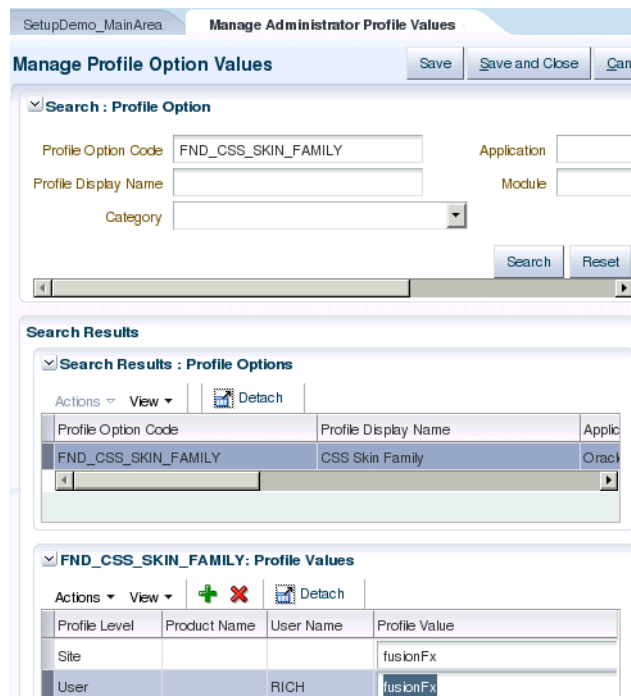 SetupDemo_MainArea Manage Administrator Profile Values
Manage Profile Option Values Save Save and Close Can
Search : Profile Option
Profile Option Code FND_CSS_SKIN_FAMILY Application
Profile Display Name Module
Category
Search Reset
Search Results
Search Results : Profile Options
Actions View Detach
Profile Option Code Profile Display Name Applic
FND_CSS_SKIN_FAMILY CSS Skin Family Orack
FND_CSS_SKIN_FAMILY: Profile Values
Actions View Detach
Profile Level Product Name User Name Profile Value
Site fusionFx
User RICH fusionFx